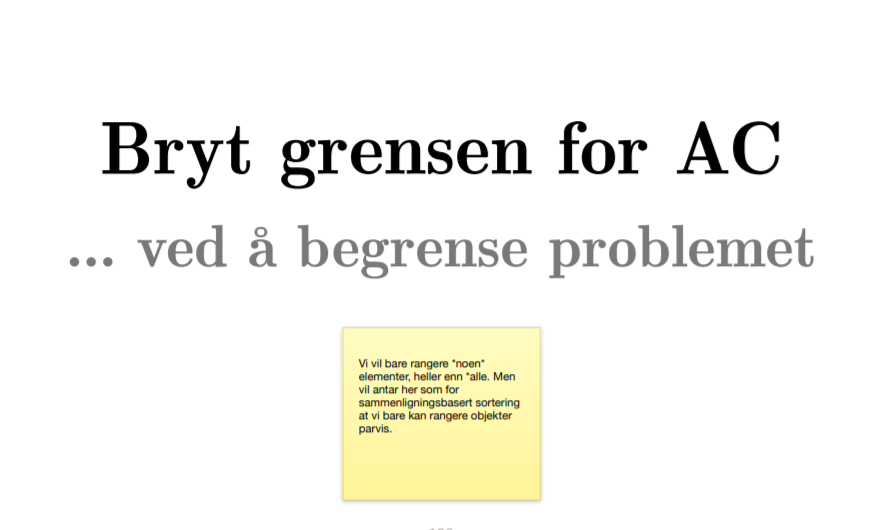 Bryt grensen for AC
... ved å begrense problemet
Vi vil bare rangere *noen*
elementer, heller enn *alle. Men
vil antar her som for
sammenligningsbasert sortering
at vi bare kan rangere objekter
parvis.